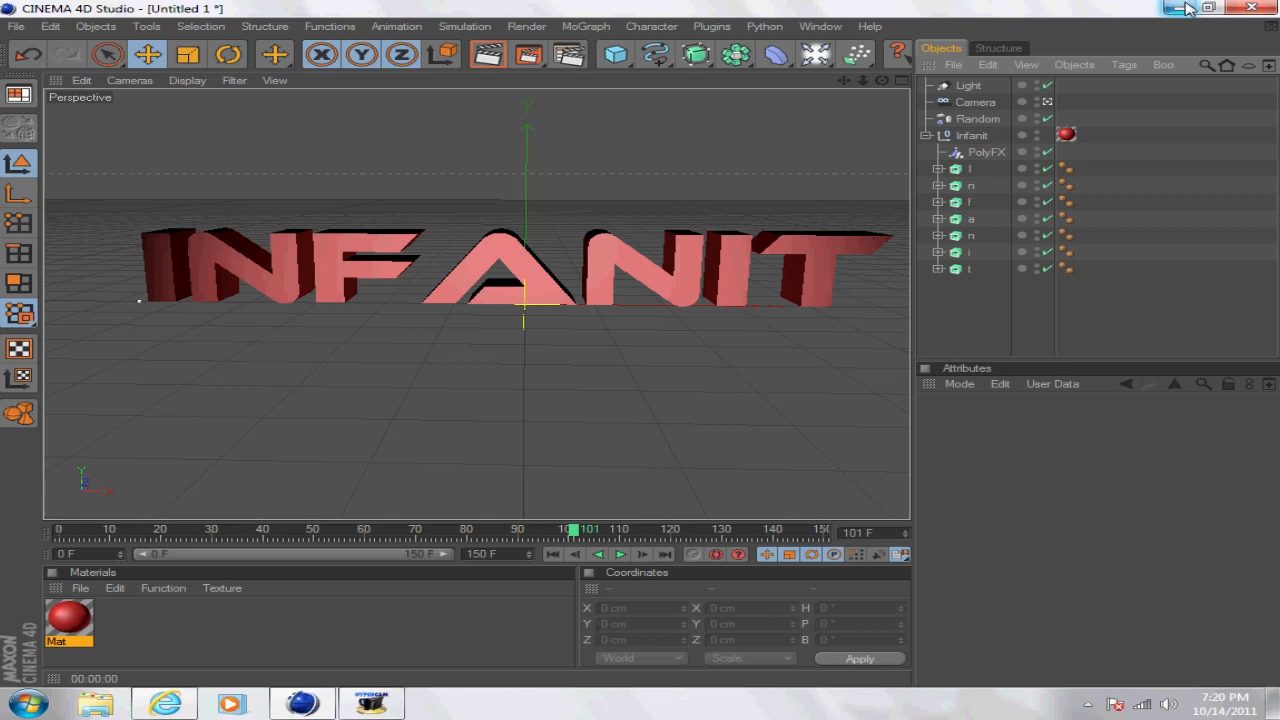 CINEMA 4D Studio - [Untitled 1 *]
File Edit Objects Tools Selection Structure Functions Animation Simulation Render MoGraph Character Plugins Python Window Help
X Y Z
Objects Structure
File Edit View Objects Tags Boo
Edit Cameras Display Filter View
Perspective
Y
INFANIT
Light
Camera
Random
Infanit
PolyFX
I
n
f
a
n
i
t
Attributes
Mode Edit User Data
Y
Z
X
0 10 20 30 40 50 60 70 80 90 10 101 110 120 130 140 150
101 F
0 F
0 F 150 F
150 F
Materials
File Edit Function Texture
Mat
Coordinates
-- -- --
X 0 cm X 0 cm H 0 °
Y 0 cm Y 0 cm P 0 °
Z 0 cm Z 0 cm B 0 °
World Scale Apply
MAXON
CINEMA 4D
00:00:00
HYPERCAM
7:20 PM
10/14/2011